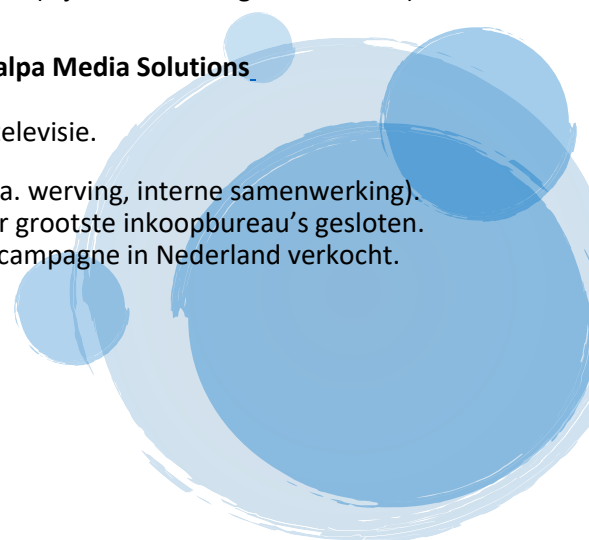 alpa Media Solutions
elevisie.
a. werving, interne samenwerking).
r grootste inkoopbureau's gesloten.
campagne in Nederland verkocht.